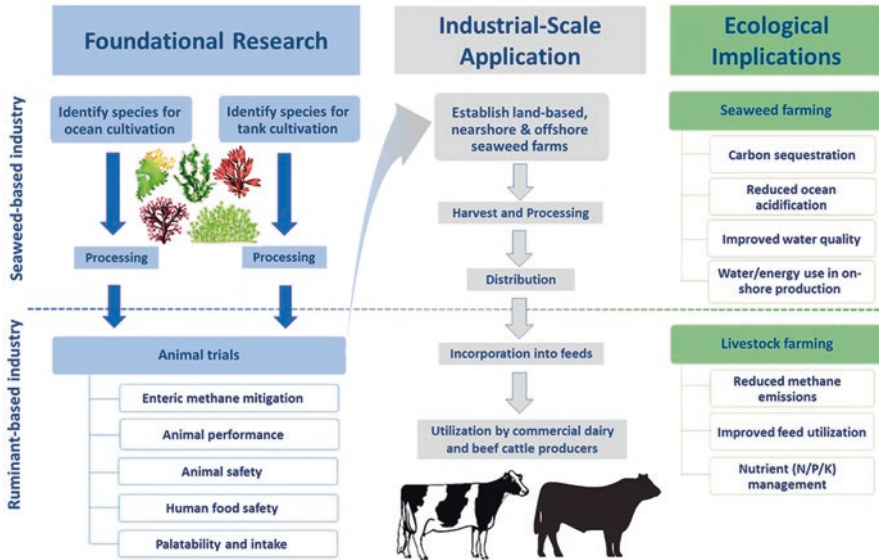 Foundational Research
Industrial-Scale
Application
Ecological
Implications
Seaweed-based industry
Identify species for
ocean cultivation
Identify species for
tank cultivation
Processing
Processing
Establish land-based,
nearshore & offshore
seaweed farms
Harvest and Processing
Distribution
Seaweed farming
Carbon sequestration
Reduced ocean
acidification
Improved water quality
Water/energy use in on-
shore production
Ruminant-based industry
Animal trials
Enteric methane mitigation
Animal performance
Animal safety
Human food safety
Palatability and intake
Incorporation into feeds
Utilization by commercial dairy
and beef cattle producers
Livestock farming
Reduced methane
emissions
Improved feed utilization
Nutrient (N/P/K)
management